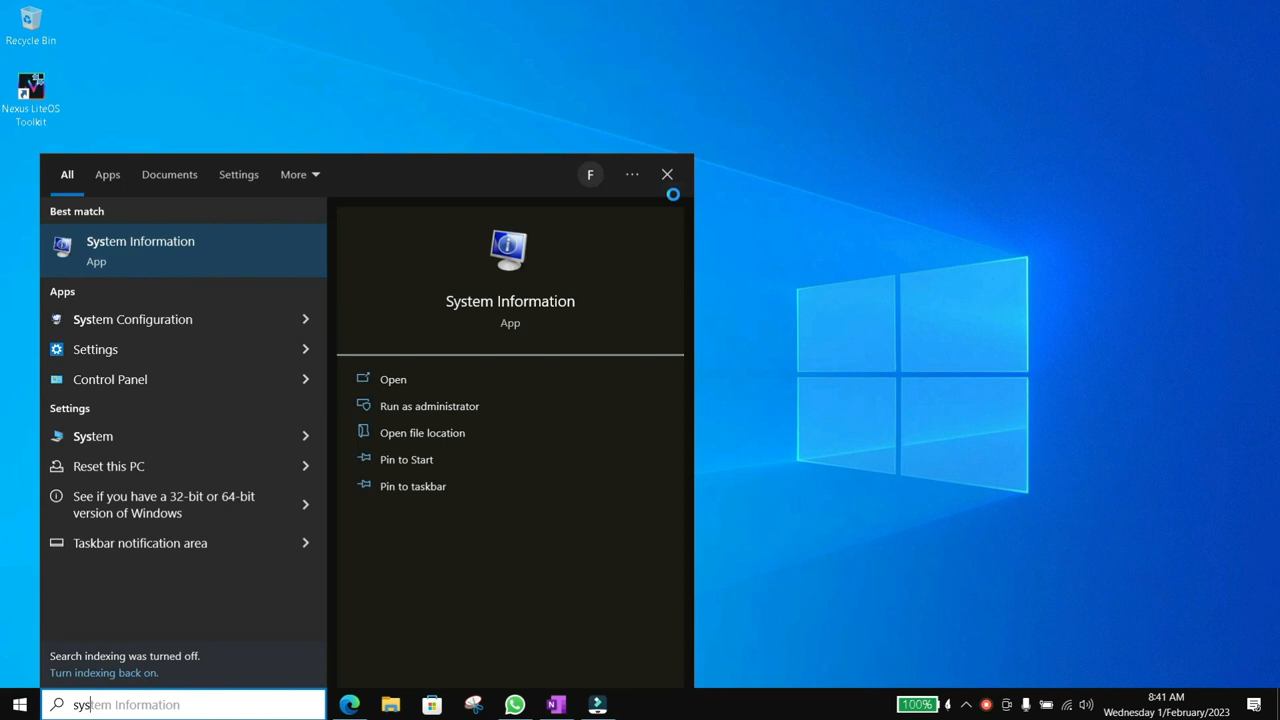 Recycle Bin
Nexus LiteOS
Toolkit
All Apps Documents Settings More F
Best match
System Information
App
Apps
System Configuration
Settings
Control Panel
Settings
System
Reset this PC
See if you have a 32-bit or 64-bit
version of Windows
Taskbar notification area
Search indexing was turned off.
Turn indexing back on.
System Information
App
Open
Run as administrator
Open file location
Pin to Start
Pin to taskbar
system Information
100%
8:41 AM
Wednesday 1/February/2023